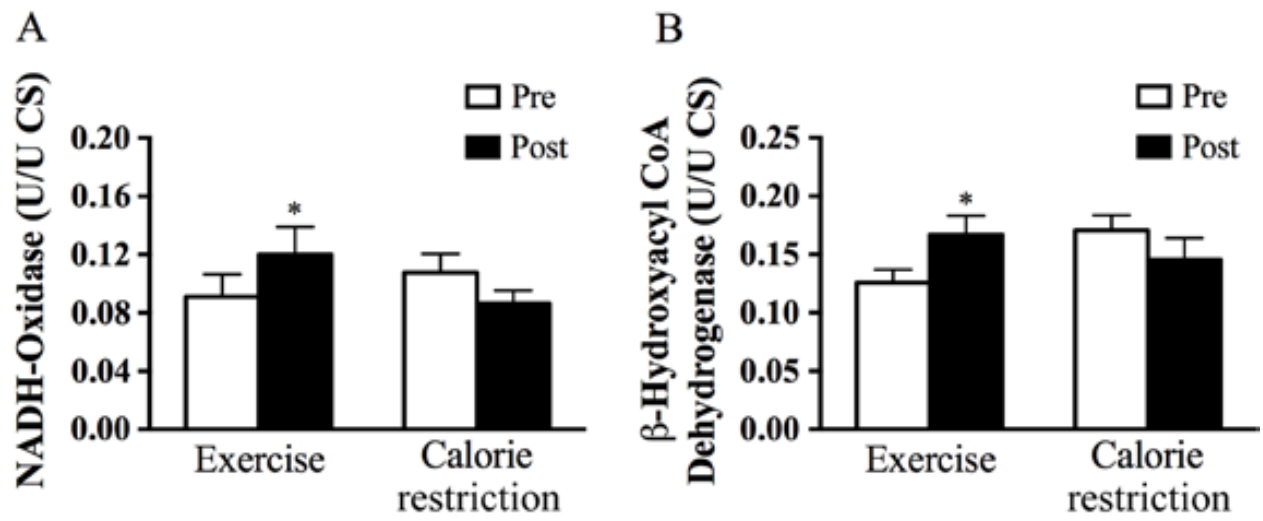 A
NADH-Oxidase (U/U CS)
Pre
Post
0.20
0.16
0.12
0.08
0.04
0.00
*
Exercise
Calorie
restriction
B
β-Hydroxyacyl CoA
Dehydrogenase (U/U CS)
Pre
Post
0.25
0.20
0.15
0.10
0.05
0.00
*
Exercise
Calorie
restriction